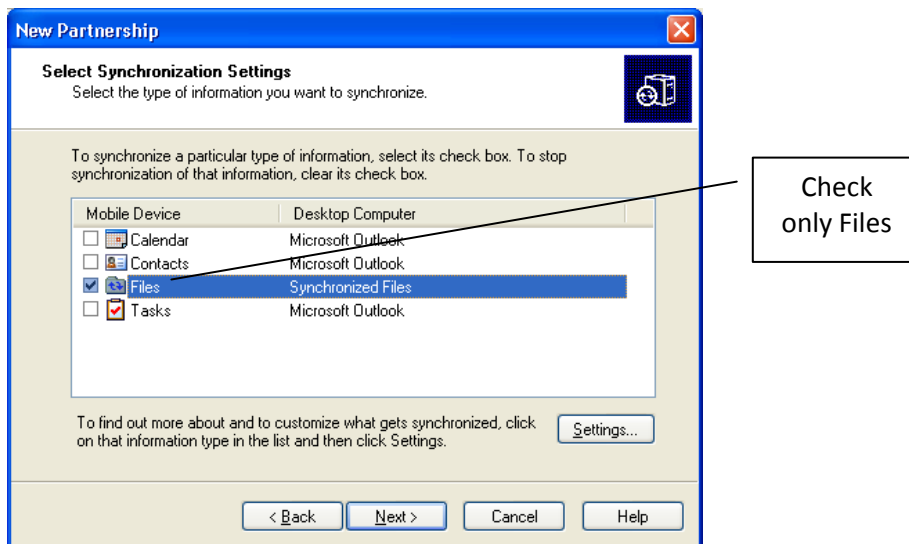 New Partnership
Select Synchronization Settings
Select the type of information you want to synchronize.
To synchronize a particular type of information, select its check box. To stop
synchronization of that information, clear its check box.
Mobile Device Desktop Computer
Calendar Microsoft Outlook
Contacts Microsoft Outlook
Files Synchronized Files
Tasks Microsoft Outlook
To find out more about and to customize what gets synchronized, click
on that information type in the list and then click Settings.
Settings...
< Back Next > Cancel Help
Check
only Files